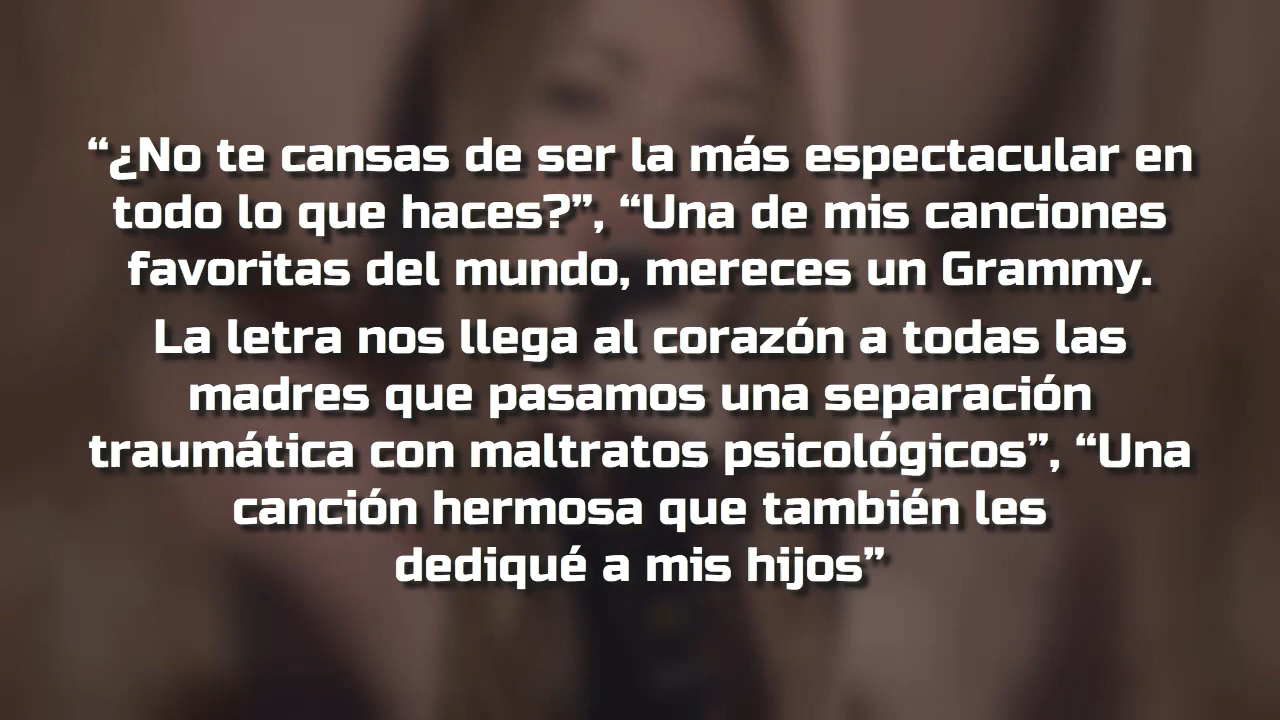 “¿No te cansas de ser la más espectacular en
todo lo que haces?”, “Una de mis canciones
favoritas del mundo, mereces un Grammy.
La letra nos llega al corazón a todas las
madres que pasamos una separación
traumática con maltratos psicológicos”, “Una
canción hermosa que también les
dediqué a mis hijos”